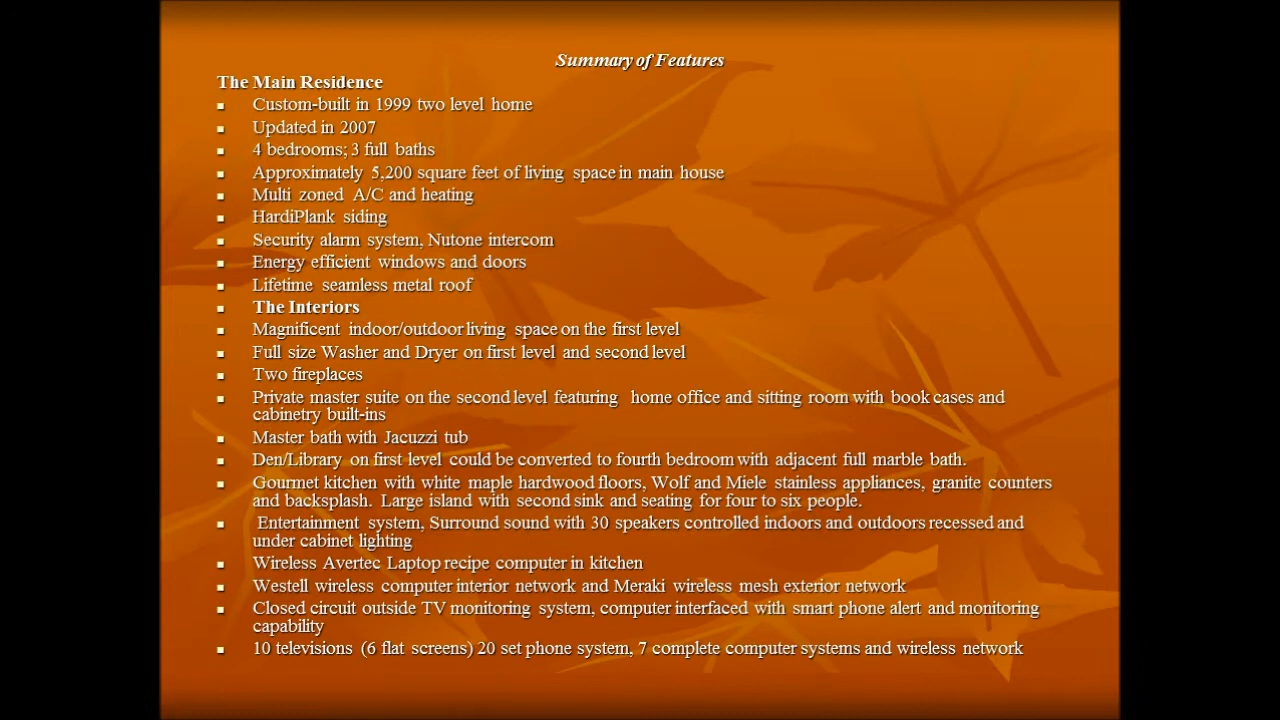 Summary of Features
The Main Residence
Custom-built in 1999 two level home
Updated in 2007
4 bedrooms; 3 full baths
Approximately 5,200 square feet of living space in main house
Multi zoned A/C and heating
HardiPlank siding
Security alarm system, Nutone intercom
Energy efficient windows and doors
Lifetime seamless metal roof
The Interiors
Magnificent indoor/outdoor living space on the first level
Full size Washer and Dryer on first level and second level
Two fireplaces
Private master suite on the second level featuring home office and sitting room with book cases and
cabinetry built-ins
Master bath with Jacuzzi tub
Den/Library on first level could be converted to fourth bedroom with adjacent full marble bath.
Gourmet kitchen with white maple hardwood floors, Wolf and Miele stainless appliances, granite counters
and backsplash. Large island with second sink and seating for four to six people.
Entertainment system, Surround sound with 30 speakers controlled indoors and outdoors recessed and
under cabinet lighting
Wireless Avertec Laptop recipe computer in kitchen
Westell wireless computer interior network and Meraki wireless mesh exterior network
Closed circuit outside TV monitoring system, computer interfaced with smart phone alert and monitoring
capability
10 televisions (6 flat screens) 20 set phone system, 7 complete computer systems and wireless network